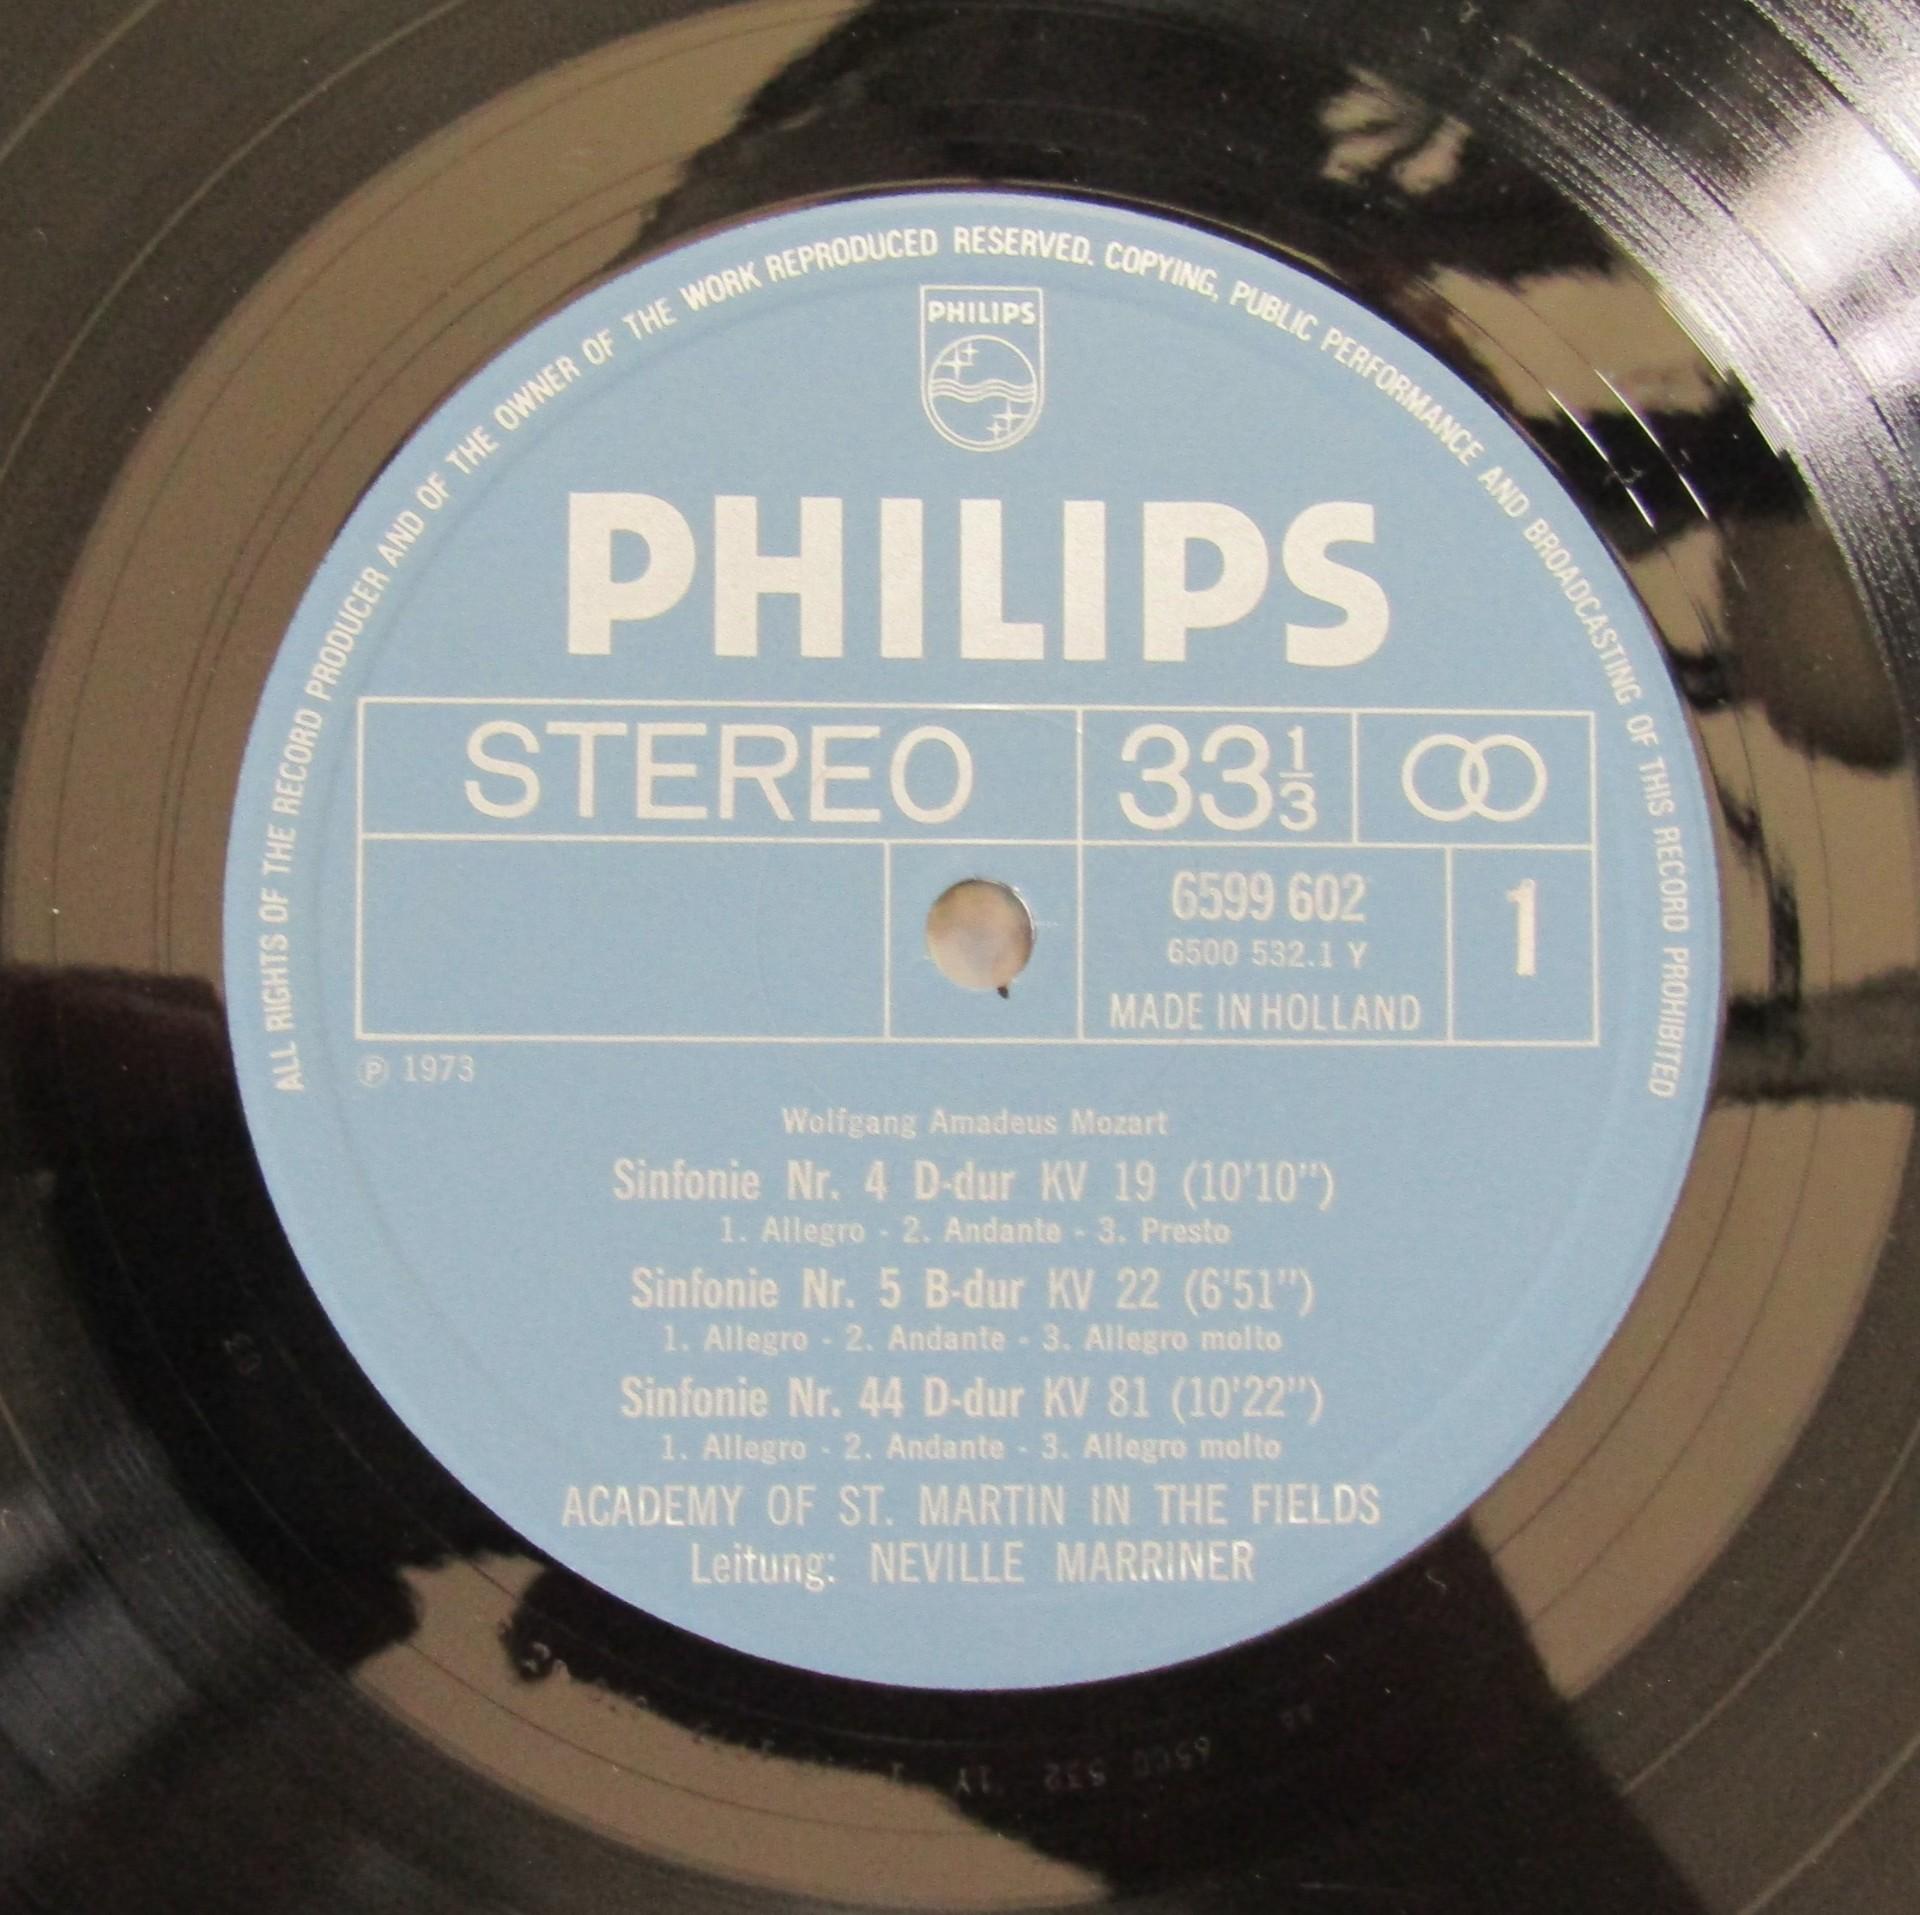 ALL RIGHTS OF THE RECORD PRODUCER AND OF THE OWNER OF THE WORK REPRODUCED RESERVED. COPYING, PUBLIC PERFORMANCE AND BROADCASTING OF THIS RECORD PROHIBITED
PHILIPS
PHILIPS
STEREO 33 1/3
6599 602 1
6500 532.1 Y
MADE IN HOLLAND
℗ 1973
Wolfgang Amadeus Mozart
Sinfonie Nr. 4 D-dur KV 19 (10'10")
1. Allegro - 2. Andante - 3. Presto
Sinfonie Nr. 5 B-dur KV 22 (6'51")
1. Allegro - 2. Andante - 3. Allegro molto
Sinfonie Nr. 44 D-dur KV 81 (10'22")
1. Allegro - 2. Andante - 3. Allegro molto
ACADEMY OF ST. MARTIN IN THE FIELDS
Leitung: NEVILLE MARRINER
6500 532 1Y